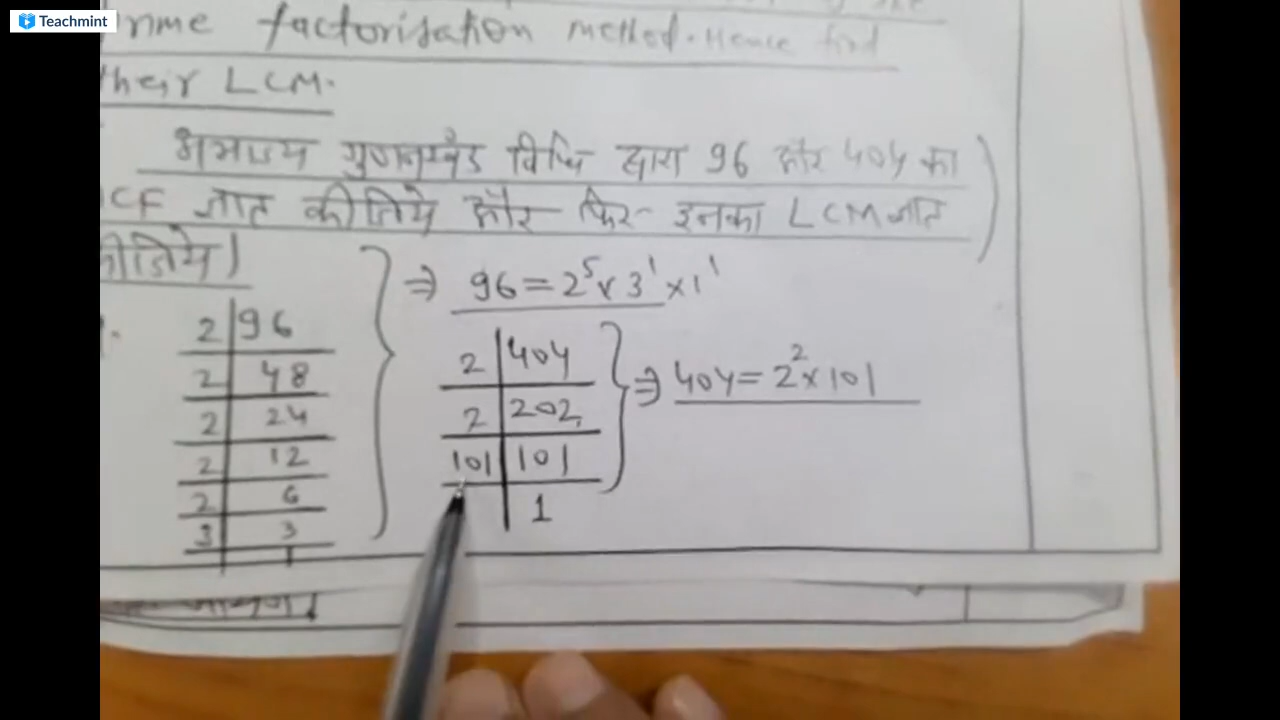 Teachmint
factorisation method. Hence find
their LCM.
अभाज्य गुणनखंड विधि द्वारा 96 और 404 का
HCF ज्ञात कीजिये और फिर इनका LCM ज्ञात
कीजिये)
⇒ 96 = 2⁵ × 3¹ × 1¹
2 | 96
2 | 48
2 | 24
2 | 12
2 | 6
3 | 3
1
2 | 404
2 | 202
101 | 101
1
⇒ 404 = 2² × 101